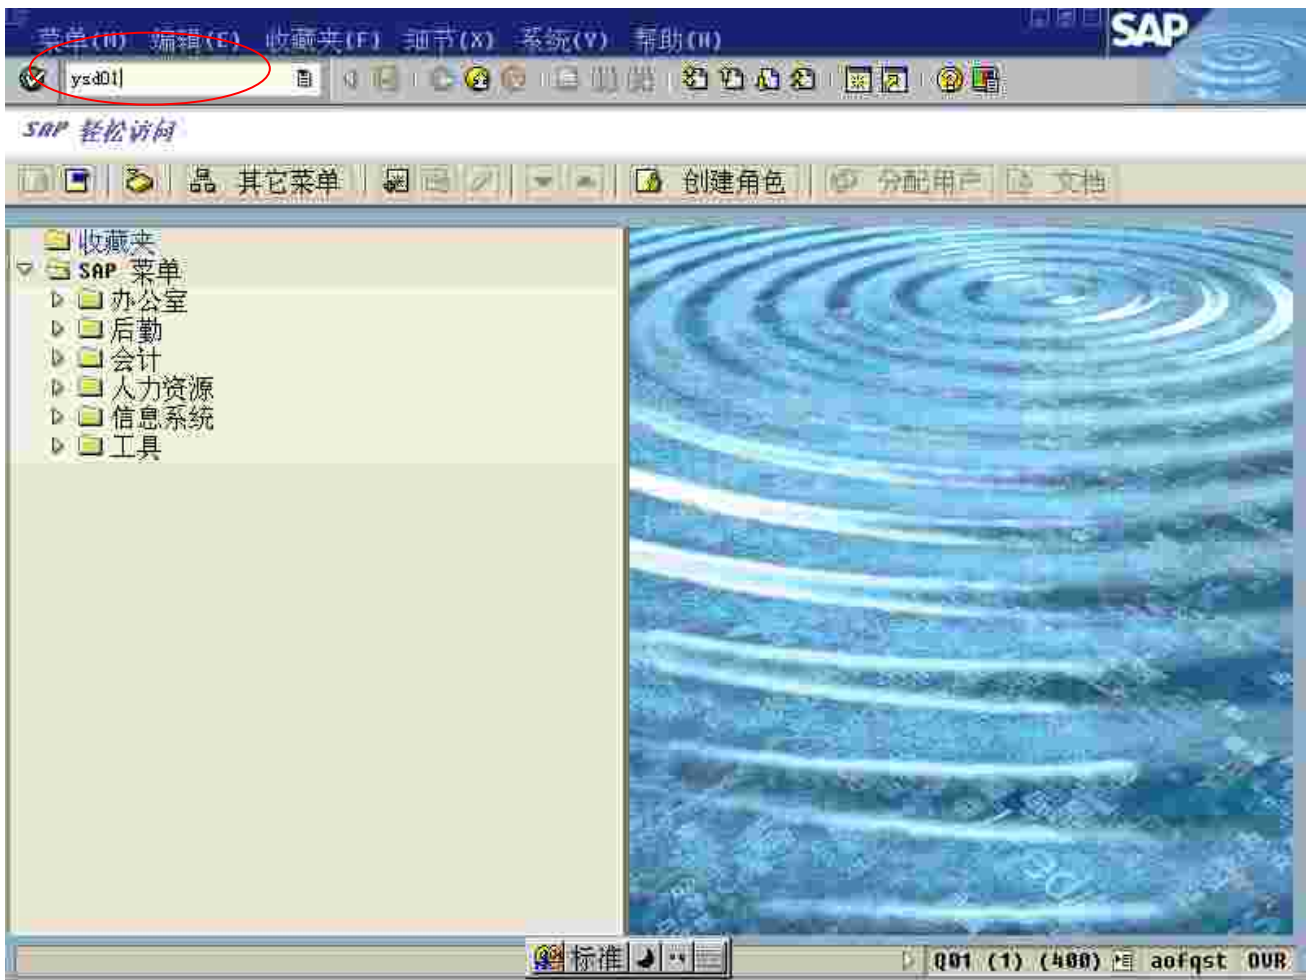 菜单(M) 编辑(E) 收藏夹(F) 细节(X) 系统(Y) 帮助(H)
SAP
ysd01
SAP 轻松访问
其它菜单 创建角色 分配用户 文档
收藏夹
SAP 菜单
办公室
后勤
会计
人力资源
信息系统
工具
标准
Q01 (1) (400) aofqst OVR